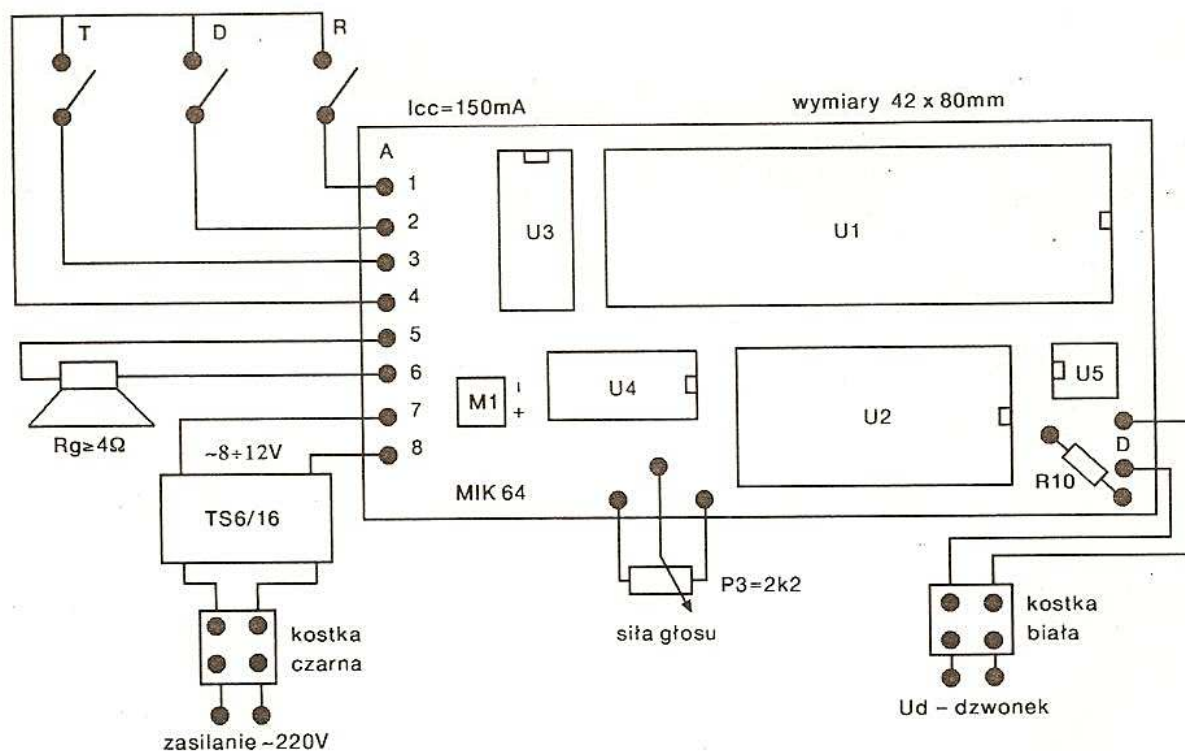 T
D
R
Icc=150mA
wymiary 42 x 80mm
A
1
2
3
4
5
6
7
8
U3
U1
M1
-
+
U4
U2
U5
D
R10
Rg≥4Ω
~8÷12V
TS6/16
MIK 64
P3=2k2
siła głosu
kostka
czarna
zasilanie ~220V
kostka
biała
Ud – dzwonek